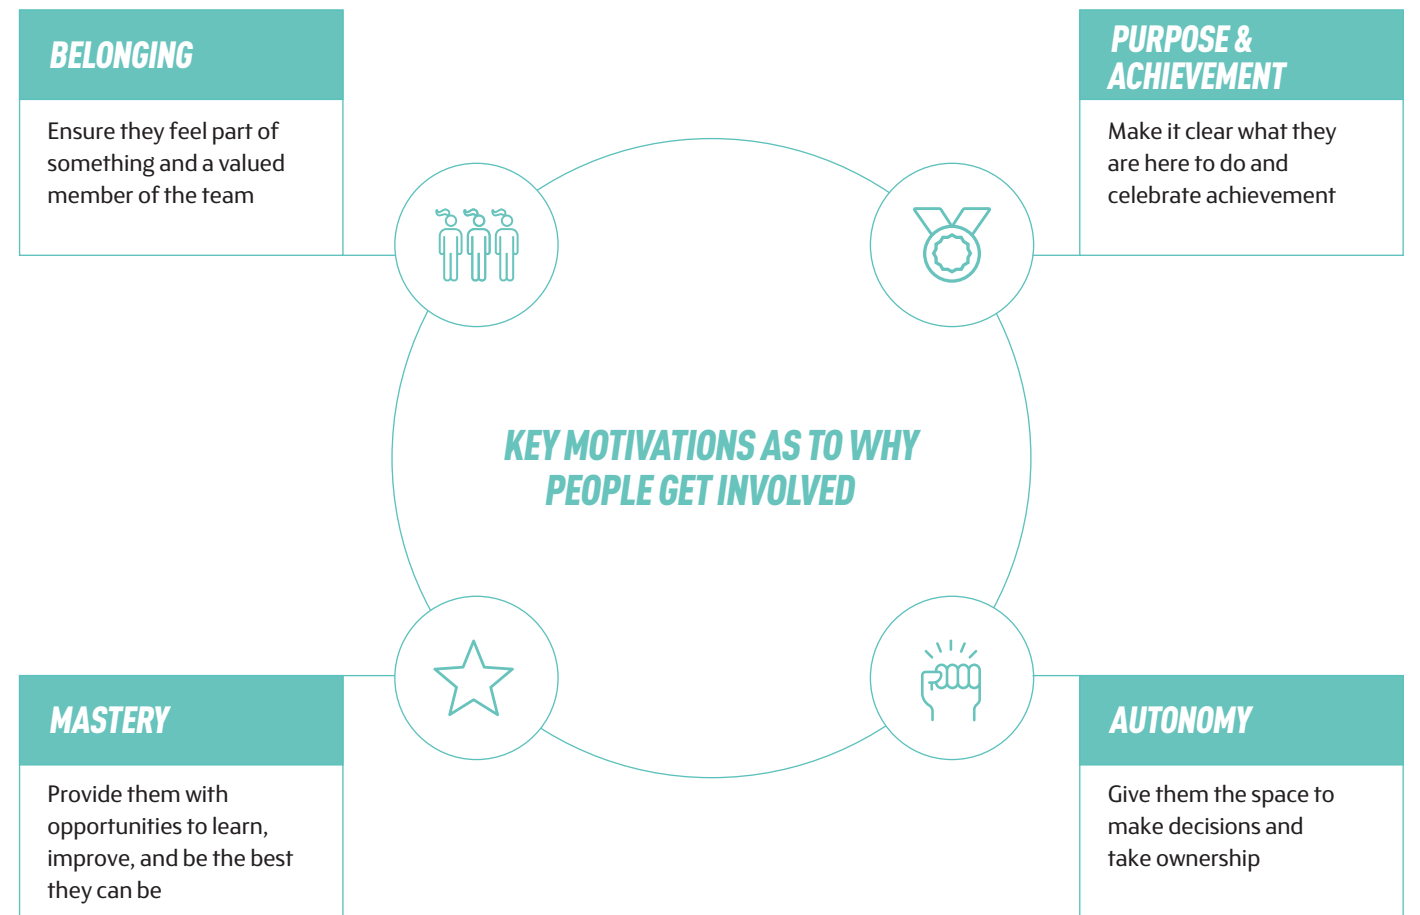 BELONGING
Ensure they feel part of
something and a valued
member of the team
PURPOSE &
ACHIEVEMENT
Make it clear what they
are here to do and
celebrate achievement
KEY MOTIVATIONS AS TO WHY
PEOPLE GET INVOLVED
MASTERY
Provide them with
opportunities to learn,
improve, and be the best
they can be
AUTONOMY
Give them the space to
make decisions and
take ownership